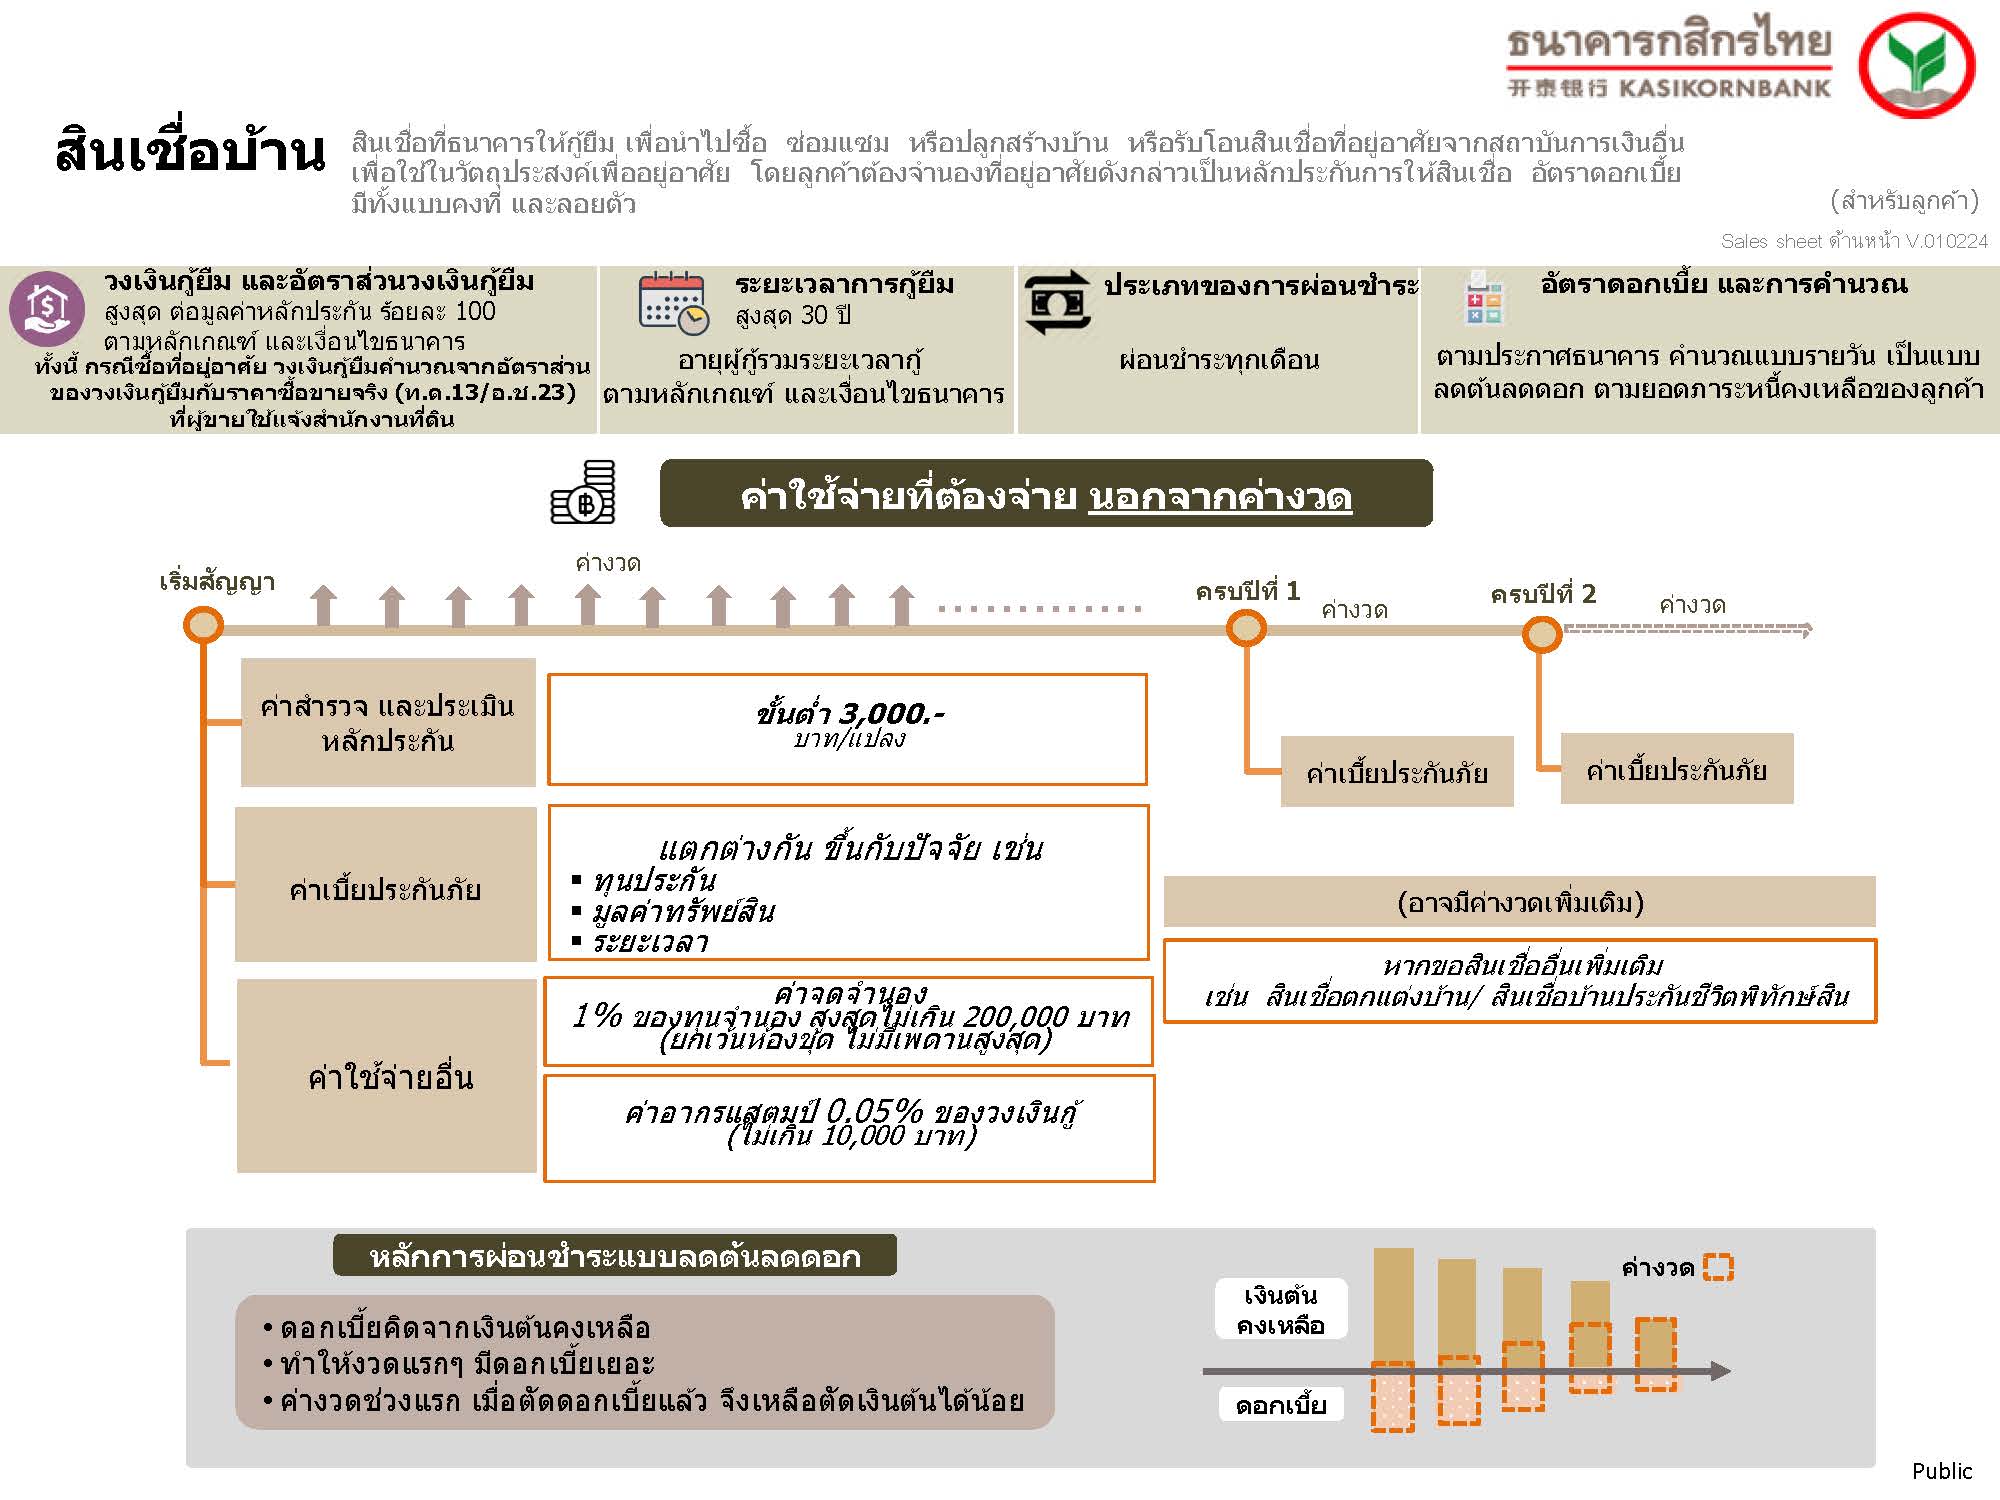 ธนาคารกสิกรไทย
开泰银行 KASIKORNBANK
สินเชื่อบ้าน
สินเชื่อที่ธนาคารให้กู้ยืม เพื่อนำไปซื้อ ซ่อมแซม หรือปลูกสร้างบ้าน หรือรับโอนสินเชื่อที่อยู่อาศัยจากสถาบันการเงินอื่น
เพื่อใช้ในวัตถุประสงค์เพื่ออยู่อาศัย โดยลูกค้าต้องจำนองที่อยู่อาศัยดังกล่าวเป็นหลักประกันการให้สินเชื่อ อัตราดอกเบี้ย
มีทั้งแบบคงที่ และลอยตัว
(สำหรับลูกค้า)
Sales sheet ด้านหน้า V.010224
วงเงินกู้ยืม และอัตราส่วนวงเงินกู้ยืม
สูงสุด ต่อมูลค่าหลักประกัน ร้อยละ 100
ตามหลักเกณฑ์ และเงื่อนไขธนาคาร
ทั้งนี้ กรณีซื้อที่อยู่อาศัย วงเงินกู้ยืมคำนวณจากอัตราส่วน
ของวงเงินกู้ยืมกับราคาซื้อขายจริง (ท.ด.13/อ.ช.23)
ที่ผู้ขายใช้แจ้งสำนักงานที่ดิน
ระยะเวลาการกู้ยืม
สูงสุด 30 ปี
อายุผู้กู้รวมระยะเวลากู้
ตามหลักเกณฑ์ และเงื่อนไขธนาคาร
ประเภทของการผ่อนชำระ
ผ่อนชำระทุกเดือน
อัตราดอกเบี้ย และการคำนวณ
ตามประกาศธนาคาร คำนวณแบบรายวัน เป็นแบบ
ลดต้นลดดอก ตามยอดภาระหนี้คงเหลือของลูกค้า
ค่าใช้จ่ายที่ต้องจ่าย นอกจากค่างวด
เริ่มสัญญา
ค่างวด
ครบปีที่ 1
ค่างวด
ครบปีที่ 2
ค่างวด
ค่าสำรวจ และประเมิน
หลักประกัน
ขั้นต่ำ 3,000.-
บาท/แปลง
ค่าเบี้ยประกันภัย
ค่าเบี้ยประกันภัย
ค่าเบี้ยประกันภัย
แตกต่างกัน ขึ้นกับปัจจัย เช่น
▪ ทุนประกัน
▪ มูลค่าทรัพย์สิน
▪ ระยะเวลา
(อาจมีค่างวดเพิ่มเติม)
หากขอสินเชื่ออื่นเพิ่มเติม
เช่น สินเชื่อตกแต่งบ้าน/ สินเชื่อบ้านประกันชีวิตพิทักษ์สิน
ค่าใช้จ่ายอื่น
ค่าจดจำนอง
1% ของทุนจำนอง สูงสุดไม่เกิน 200,000 บาท
(ยกเว้นห้องชุด ไม่มีเพดานสูงสุด)
ค่าอากรแสตมป์ 0.05% ของวงเงินกู้
(ไม่เกิน 10,000 บาท)
หลักการผ่อนชำระแบบลดต้นลดดอก
• ดอกเบี้ยคิดจากเงินต้นคงเหลือ
• ทำให้งวดแรกๆ มีดอกเบี้ยเยอะ
• ค่างวดช่วงแรก เมื่อตัดดอกเบี้ยแล้ว จึงเหลือตัดเงินต้นได้น้อย
ค่างวด
เงินต้น
คงเหลือ
ดอกเบี้ย
Public